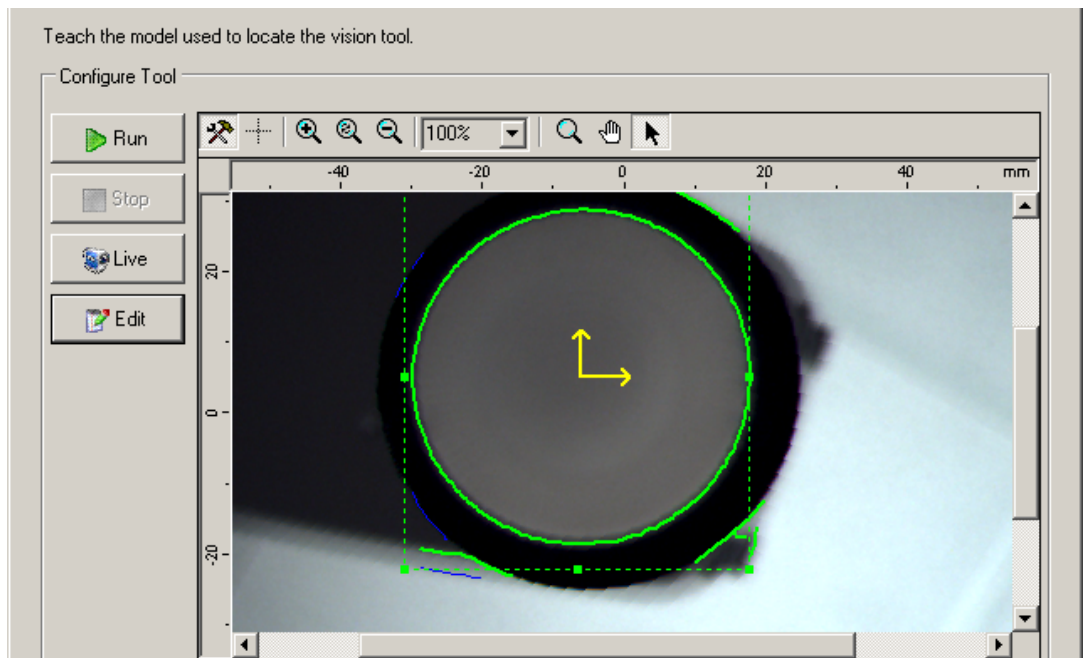 Teach the model used to locate the vision tool.
Configure Tool
Run
100%
-40 -20 0 20 40 mm
Stop
Live
20
Edit
0
-20